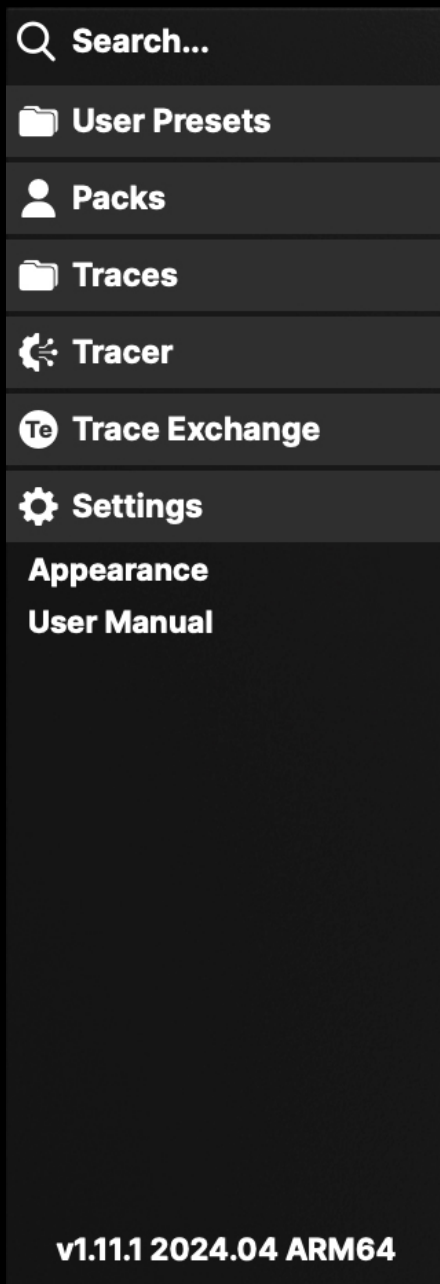 Search...
User Presets
Packs
Traces
Tracer
Te Trace Exchange
Settings
Appearance
User Manual
v1.11.1 2024.04 ARM64